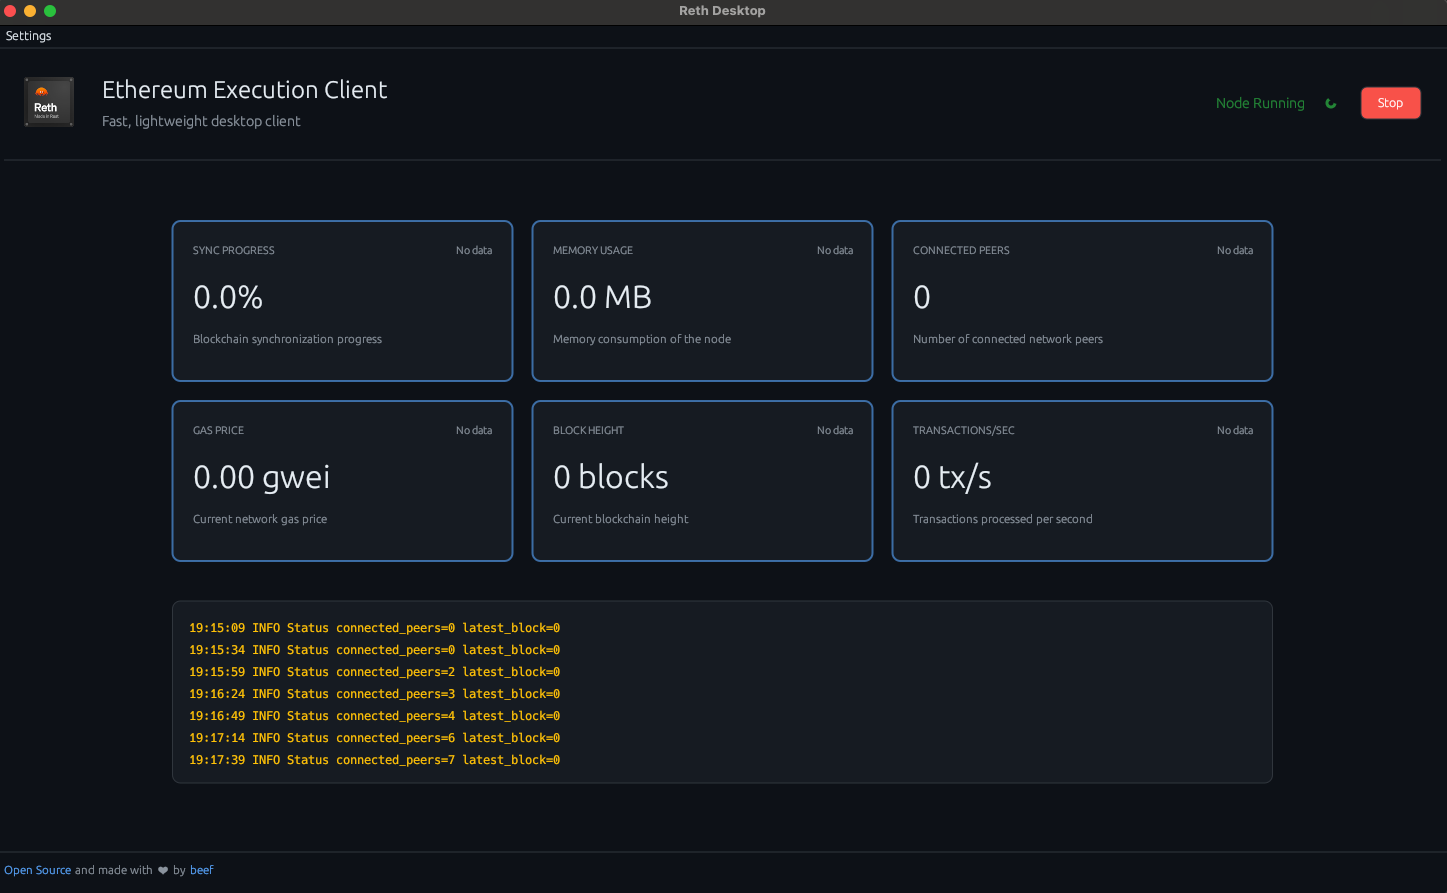 Reth Desktop
Settings
Reth
Made in Rust
Ethereum Execution Client
Fast, lightweight desktop client
Node Running
Stop
SYNC PROGRESS No data
0.0%
Blockchain synchronization progress
MEMORY USAGE No data
0.0 MB
Memory consumption of the node
CONNECTED PEERS No data
0
Number of connected network peers
GAS PRICE No data
0.00 gwei
Current network gas price
BLOCK HEIGHT No data
0 blocks
Current blockchain height
TRANSACTIONS/SEC No data
0 tx/s
Transactions processed per second
19:15:09 INFO Status connected_peers=0 latest_block=0
19:15:34 INFO Status connected_peers=0 latest_block=0
19:15:59 INFO Status connected_peers=2 latest_block=0
19:16:24 INFO Status connected_peers=3 latest_block=0
19:16:49 INFO Status connected_peers=4 latest_block=0
19:17:14 INFO Status connected_peers=6 latest_block=0
19:17:39 INFO Status connected_peers=7 latest_block=0
Open Source and made with ❤ by beef